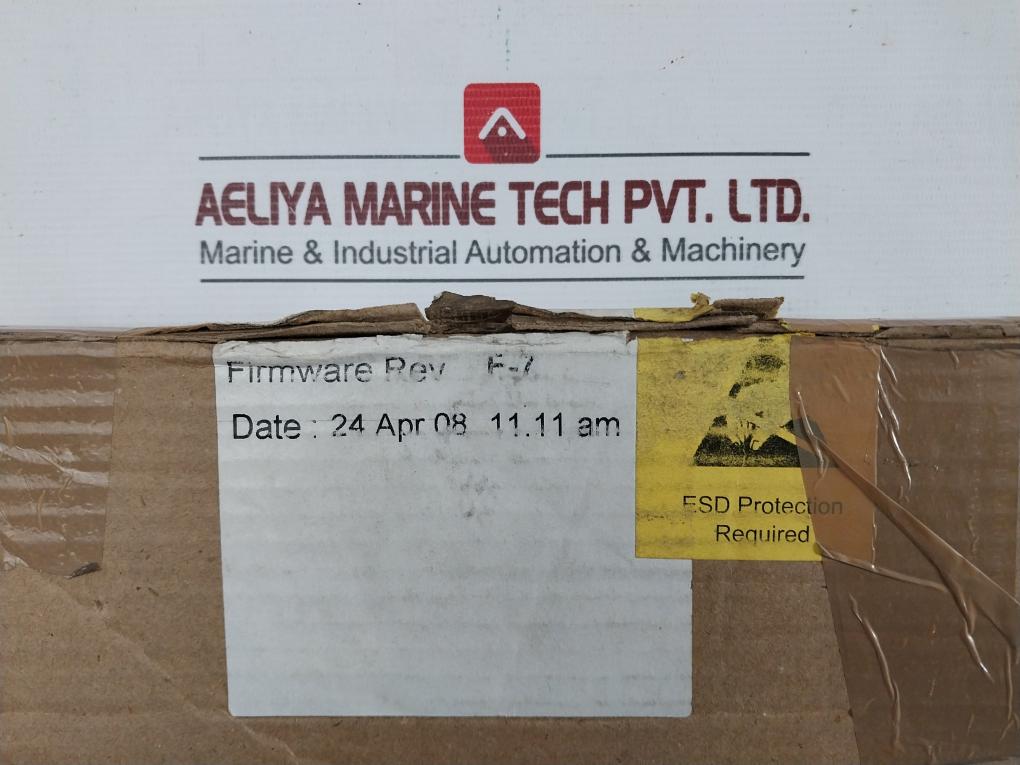 AELIYA MARINE TECH PVT. LTD.
Marine & Industrial Automation & Machinery
Firmware Rev F-7
Date : 24 Apr 08 11.11 am
ESD Protection
Required